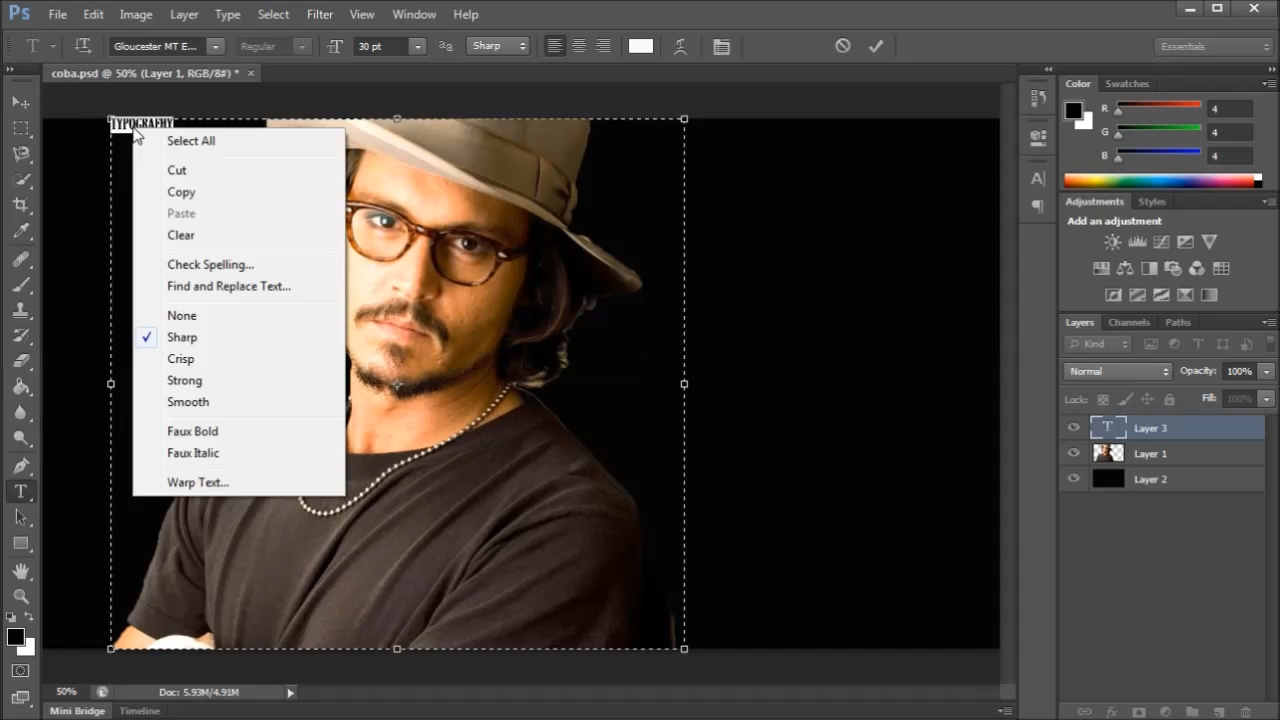 Ps File Edit Image Layer Type Select Filter View Window Help
T Gloucester MT E... Regular 30 pt aa Sharp Essentials
coba.psd @ 50% (Layer 1, RGB/8#) * ×
TYPOGRAFHY
Select All
Cut
Copy
Paste
Clear
Check Spelling...
Find and Replace Text...
None
Sharp
Crisp
Strong
Smooth
Faux Bold
Faux Italic
Warp Text...
Color Swatches
R 4
G 4
B 4
Adjustments Styles
Add an adjustment
Layers Channels Paths
Kind
Normal Opacity: 100%
Lock: Fill: 100%
T Layer 3
Layer 1
Layer 2
50% Doc: 5.93M/4.91M
Mini Bridge Timeline